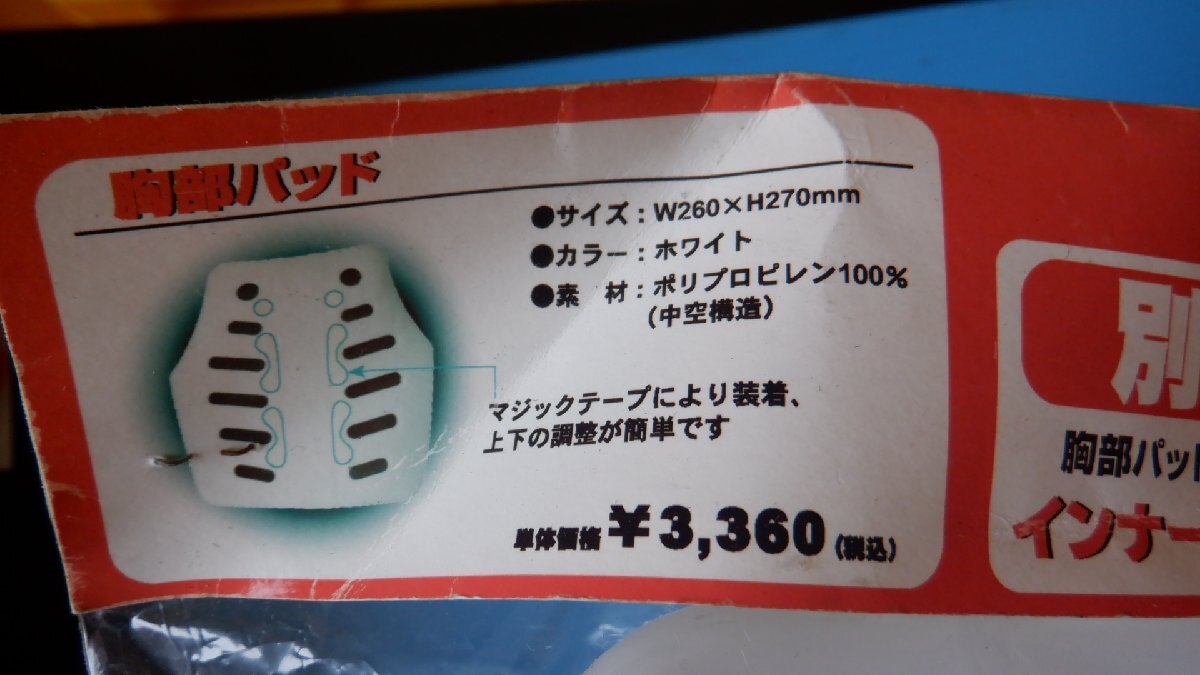 胸部パッド
●サイズ：W260×H270mm
●カラー：ホワイト
●素　材：ポリプロピレン100%
(中空構造)
マジックテープにより装着、
上下の調整が簡単です
単体価格¥3,360(税込)
別
胸部パッド
インナー